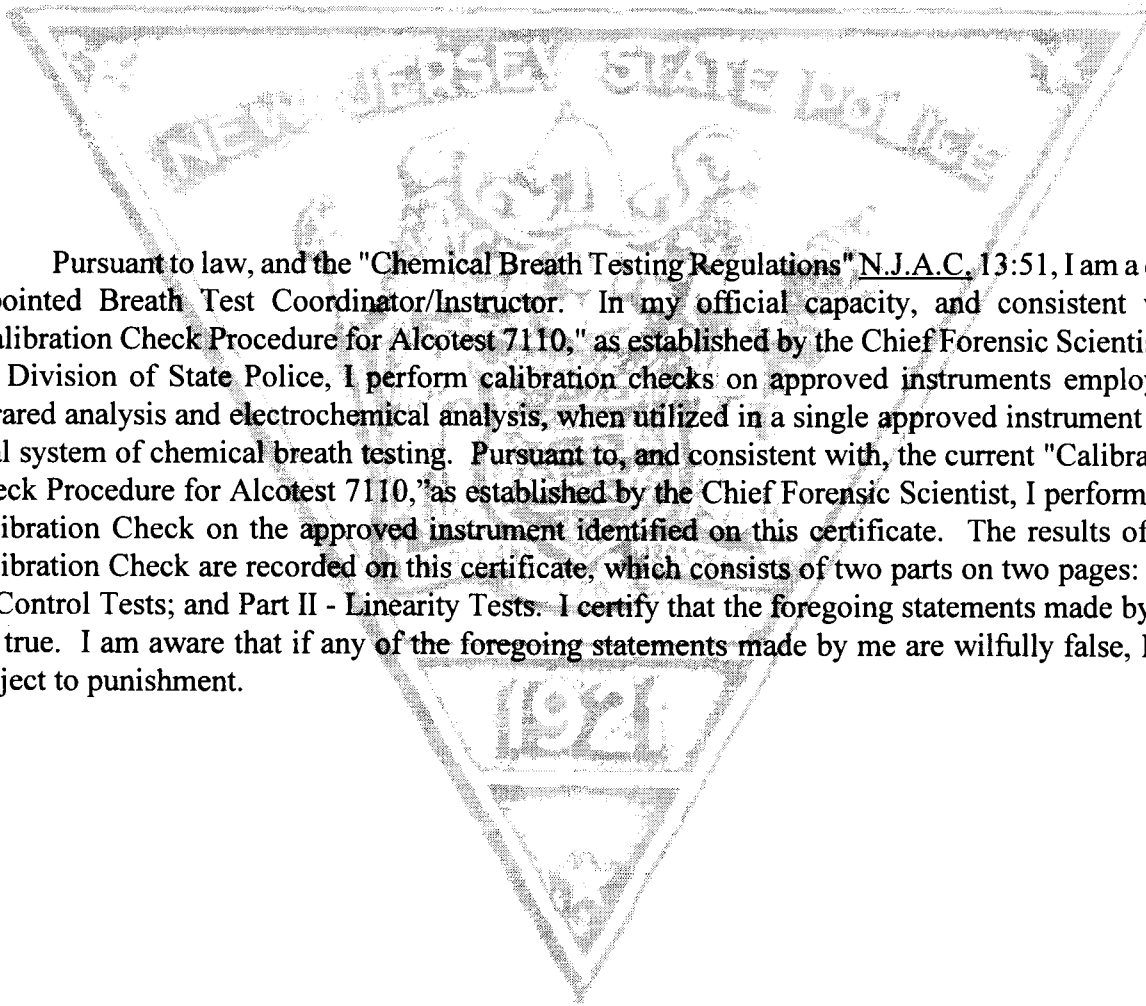 NEW JERSEY STATE POLICE
Pursuant to law, and the "Chemical Breath Testing Regulations" N.J.A.C. 13:51, I am a
ointed Breath Test Coordinator/Instructor. In my official capacity, and consistent
alibration Check Procedure for Alcotest 7110," as established by the Chief Forensic Scienti
Division of State Police, I perform calibration checks on approved instruments emplo
rared analysis and electrochemical analysis, when utilized in a single approved instrument
l system of chemical breath testing. Pursuant to, and consistent with, the current "Calibra
eck Procedure for Alcotest 7110,"as established by the Chief Forensic Scientist, I perform
ibration Check on the approved instrument identified on this certificate. The results of
ibration Check are recorded on this certificate, which consists of two parts on two pages:
Control Tests; and Part II - Linearity Tests. I certify that the foregoing statements made by
true. I am aware that if any of the foregoing statements made by me are wilfully false, I
ject to punishment.
1921